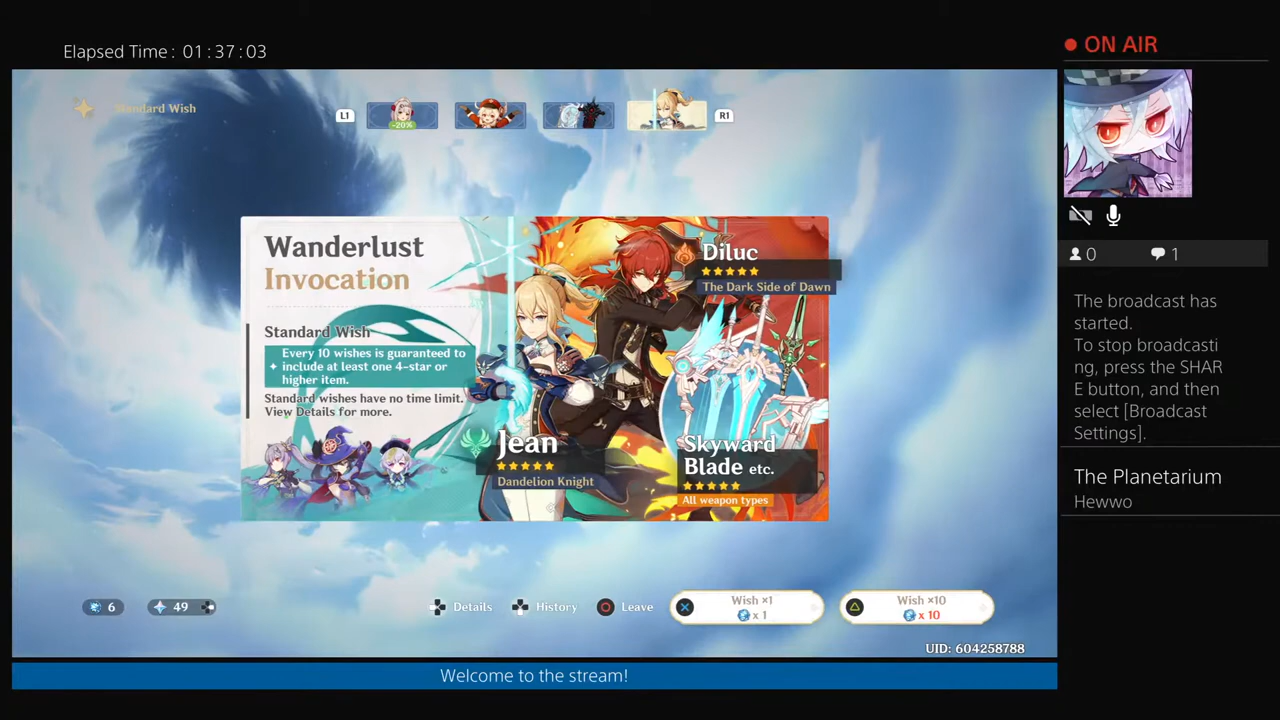 Elapsed Time: 01:37:03
ON AIR
Standard Wish
L1
-20%
R1
0
1
Wanderlust
Invocation
Standard Wish
Every 10 wishes is guaranteed to
include at least one 4-star or
higher item.
Standard wishes have no time limit.
View Details for more.
Diluc
The Dark Side of Dawn
Jean
Dandelion Knight
Skyward
Blade etc.
All weapon types
The broadcast has
started.
To stop broadcasti
ng, press the SHAR
E button, and then
select [Broadcast
Settings].
The Planetarium
Hewwo
6
49
Details
History
Leave
Wish ×1
x 1
Wish ×10
x 10
UID: 604258788
Welcome to the stream!